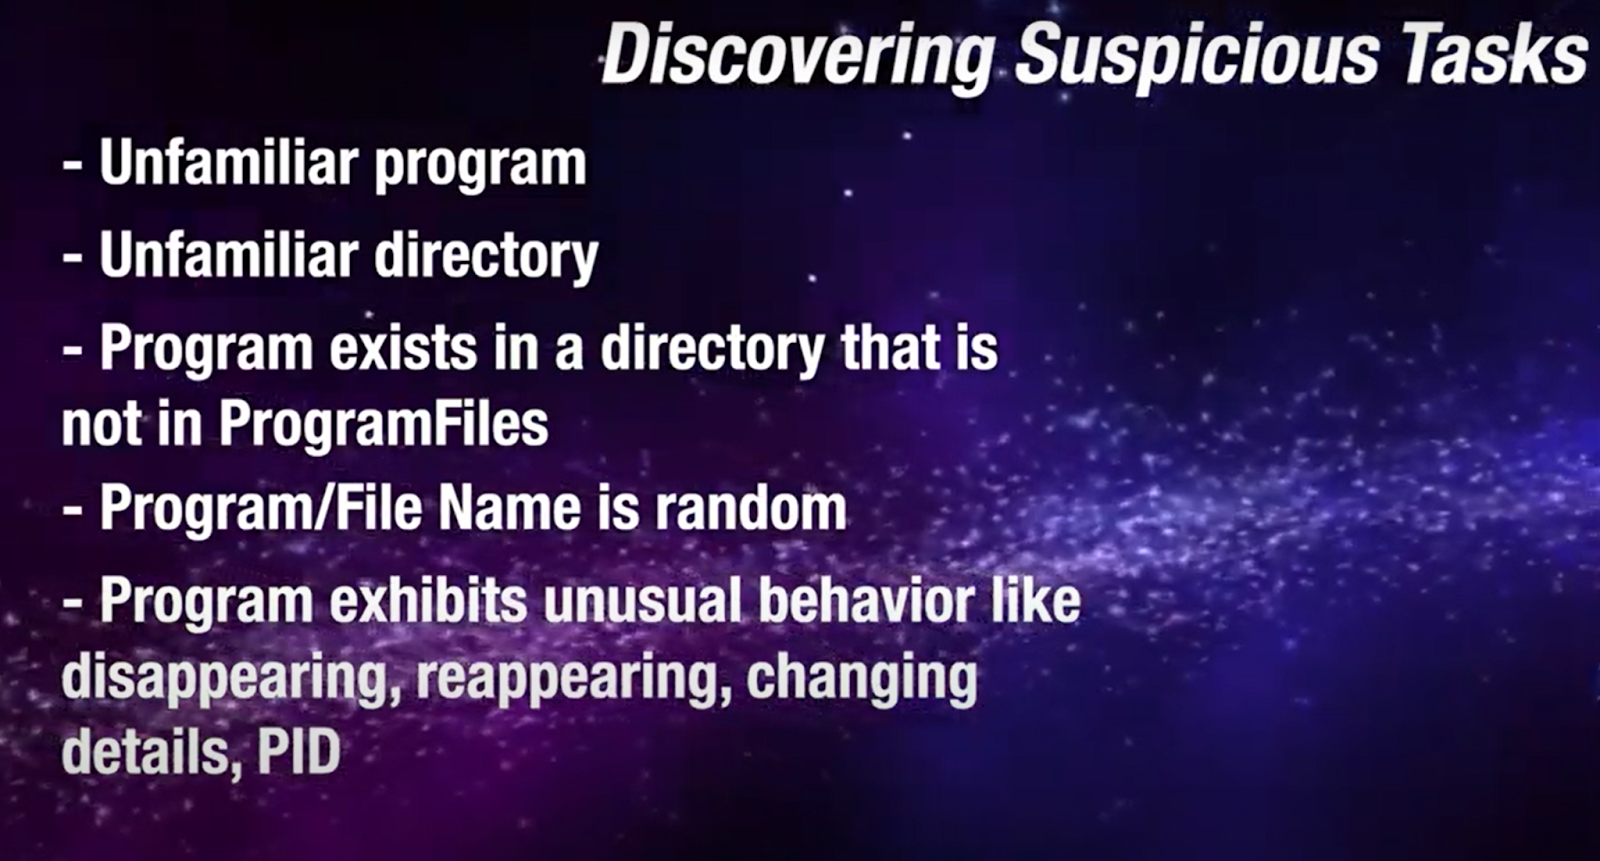 Discovering Suspicious Tasks
- Unfamiliar program
- Unfamiliar directory
- Program exists in a directory that is
not in ProgramFiles
- Program/File Name is random
- Program exhibits unusual behavior like
disappearing, reappearing, changing
details, PID